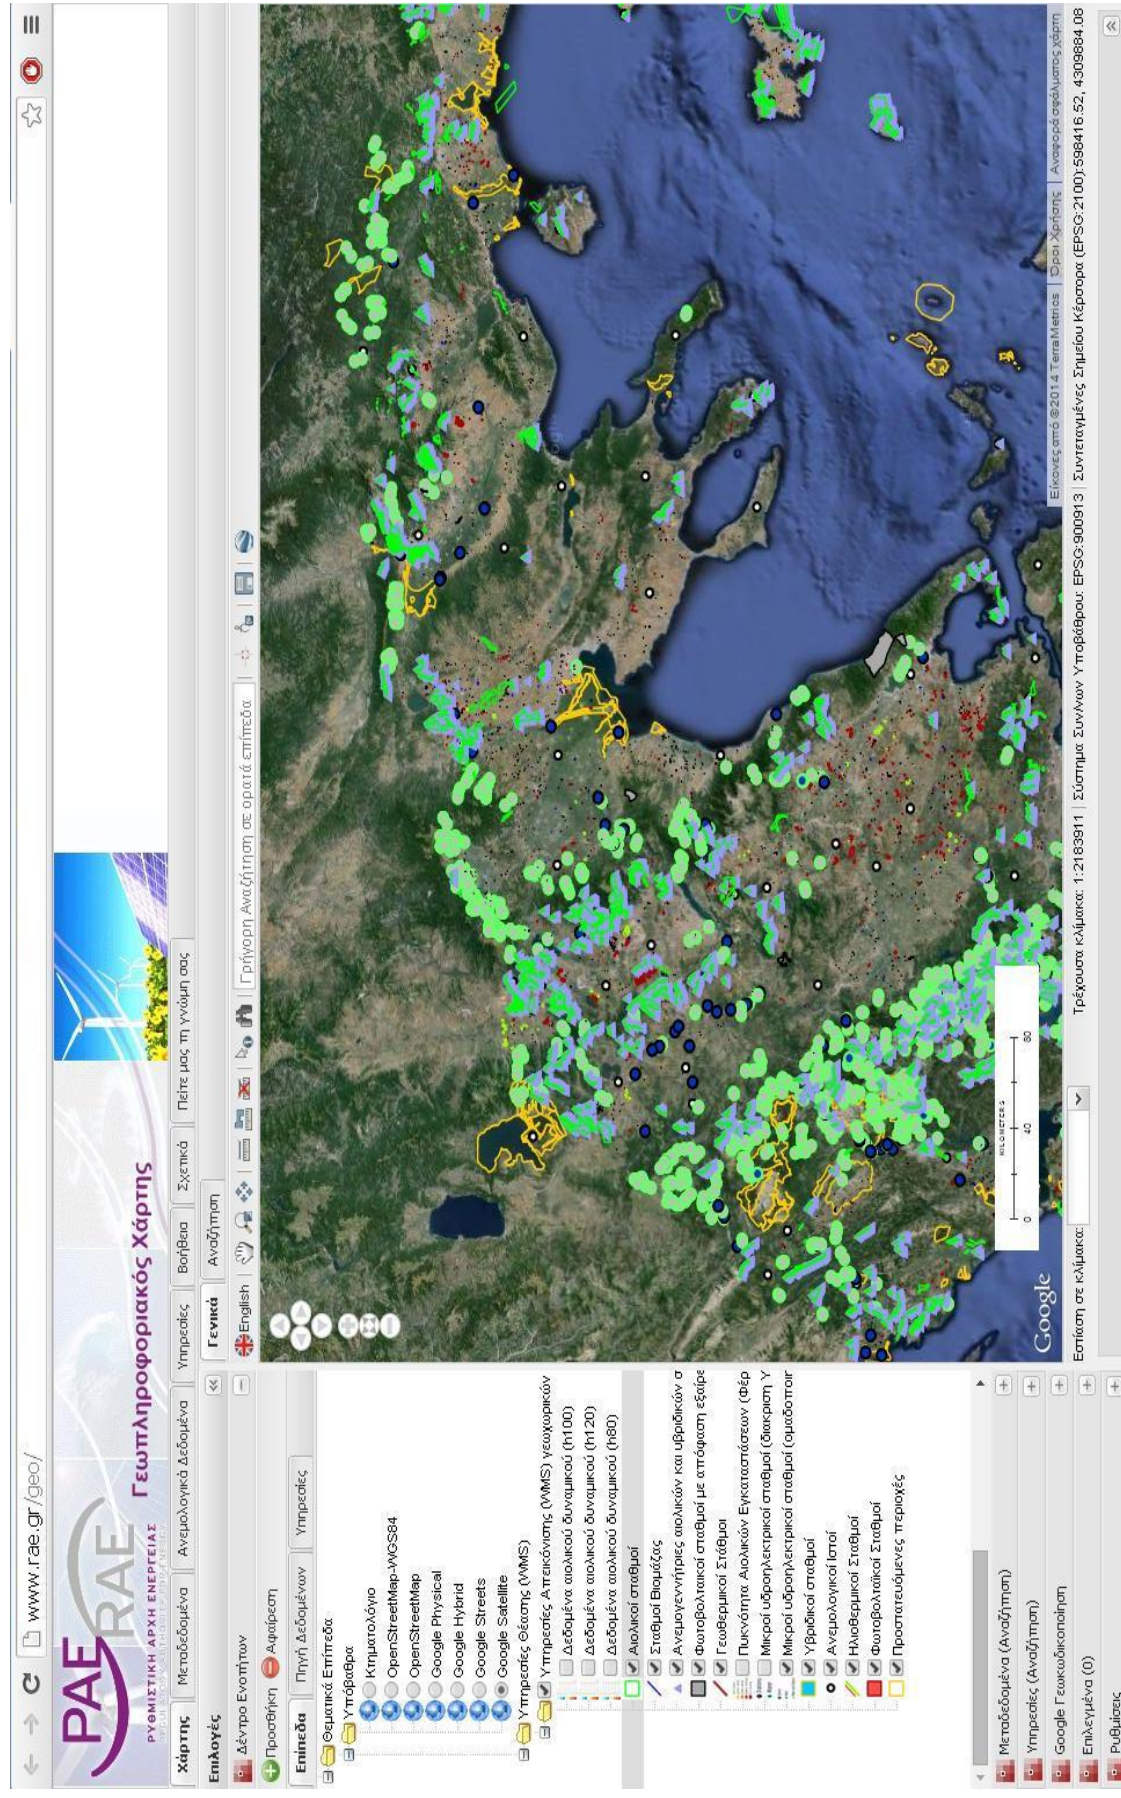 www.rae.gr/geo/
ΡΑΕ
RAE
ΡΥΘΜΙΣΤΙΚΗ ΑΡΧΗ ΕΝΕΡΓΕΙΑΣ
Γεωπληροφοριακός Χάρτης
Χάρτης Μεταδεδομένα Ανεμολογικά Δεδομένα Υπηρεσίες Βοήθεια Σχετικά Πείτε μας τη γνώμη σας
Επιλογές
Γενικά Αναζήτηση
Δέντρο Ενοτήτων
English
Γρήγορη Αναζήτηση σε ορατά επίπεδα
Προσθήκη Αφαίρεση
Επίπεδα Πηγή Δεδομένων Υπηρεσίες
Θεματικά Επίπεδα
Υπόβαθρα
Κτηματολόγιο
OpenStreetMap-WGS84
OpenStreetMap
Google Physical
Google Hybrid
Google Streets
Google Satellite
Υπηρεσίες Θέασης (WMS)
Υπηρεσίες Απεικόνισης (WMS) γεωχωρικών
Δεδομένα αιολικού δυναμικού (h100)
Δεδομένα αιολικού δυναμικού (h120)
Δεδομένα αιολικού δυναμικού (h80)
Αιολικοί σταθμοί
Σταθμοί Βιομάζας
Ανεμογεννήτριες αιολικών και υβριδικών σ
Φωτοβολταικοί σταθμοί με απόφαση εξαίρε
Γεωθερμικοί Στάθμοι
Πυκνότητα Αιολικών Εγκαταστάσεων (Φέρ
Μικροί υδροηλεκτρικοί σταθμοί (διακριση Υ
Μικροί υδροηλεκτρικοί σταθμοί (ομαδοποιη
Υβριδικοί σταθμοί
Ανεμολογικοί Ιστοί
Ηλιοθερμικοί Σταθμοί
Φωτοβολταϊκοί Σταθμοί
Προστατευόμενες περιοχές
Μεταδεδομένα (Αναζήτηση)
Υπηρεσίες (Αναζήτηση)
Google Γεωκωδικοποίηση
Επιλεγμένα (0)
Ρυθμίσεις
KILOMETERS
0 40 80
Google
Εικόνες από ©2014 TerraMetrics Όροι Χρήσης Αναφορά σφάλματος χάρτη
Εστίαση σε κλίμακα: Τρέχουσα κλίμακα: 1:2183911 Σύστημα Συν/νων Υποβάθρου: EPSG:900913 Συντεταγμένες Σημείου Κέρσορα (EPSG:2100):598416.52, 4309884.08